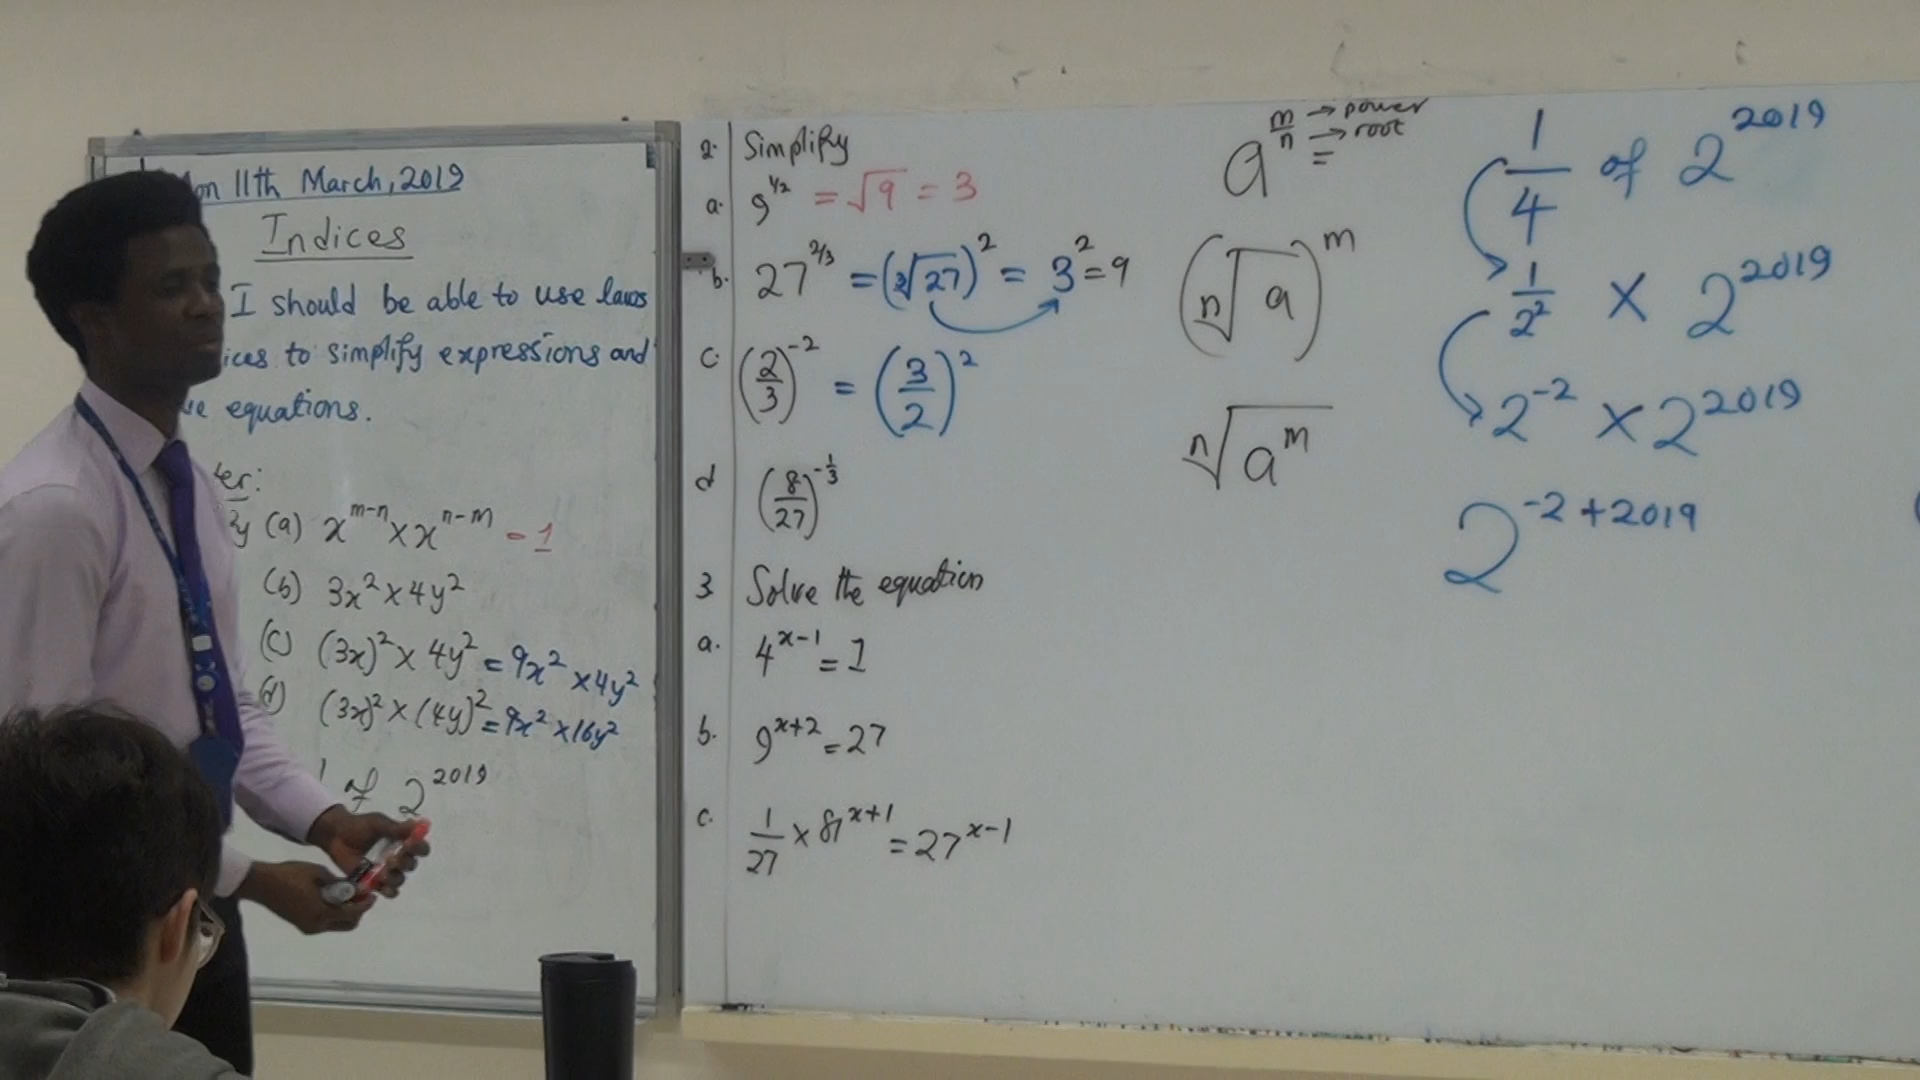 on 11th March, 2019
Indices
I should be able to use laws
ices to simplify expressions and
ve equations.
ter:
(a) x^{m-n} × x^{n-m} = 1
(b) 3x² × 4y²
(c) (3x)² × 4y² = 9x² × 4y²
(d) (3x)² × (4y)² = 9x² × 16y²
of 2^{2019}
2. Simplify
a. 9^{1/2} = √9 = 3
b. 27^{2/3} = (∛27)² = 3² = 9
c. (2/3)^{-2} = (3/2)²
d (8/27)^{-1/3}
3 Solve the equation
a. 4^{x-1} = 1
b. 9^{x+2} = 27
c. 1/27 × 81^{x+1} = 27^{x-1}
a^{m/n} m → power
n → root
=
(ⁿ√a)^m
ⁿ√a^m
1/4 of 2^{2019}
1/2² × 2^{2019}
2^{-2} × 2^{2019}
2^{-2+2019}